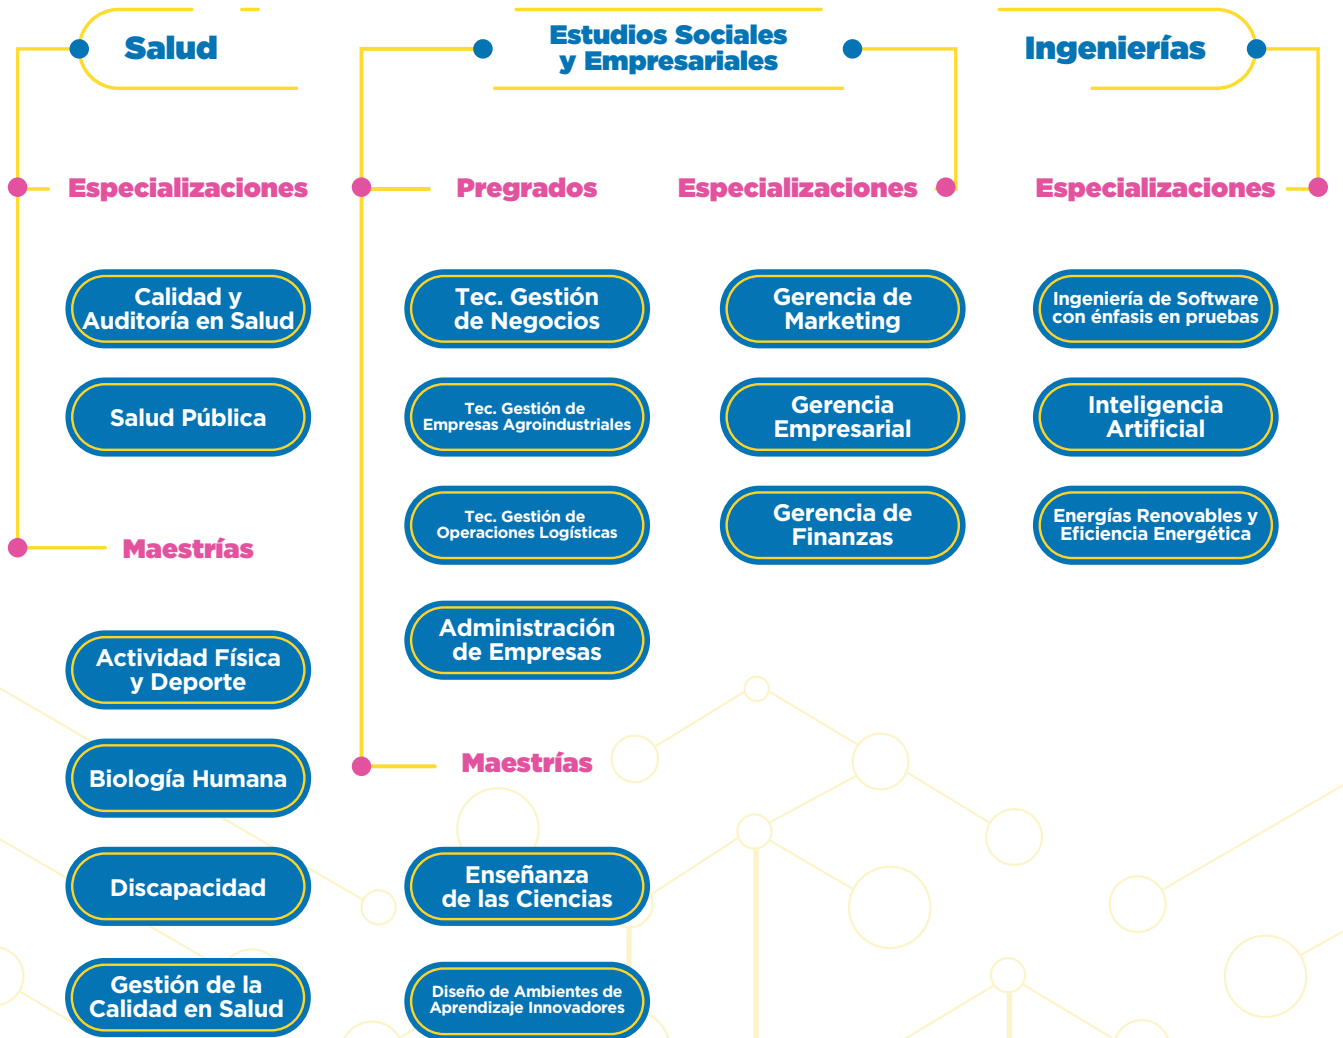 Salud
Especializaciones
Calidad y
Auditoría en Salud
Salud Pública
Maestrías
Actividad Física
y Deporte
Biología Humana
Discapacidad
Gestión de la
Calidad en Salud
Estudios Sociales
y Empresariales
Pregrados
Tec. Gestión
de Negocios
Tec. Gestión de
Empresas Agroindustriales
Tec. Gestión de
Operaciones Logísticas
Administración
de Empresas
Maestrías
Enseñanza
de las Ciencias
Diseño de Ambientes de
Aprendizaje Innovadores
Especializaciones
Gerencia de
Marketing
Gerencia
Empresarial
Gerencia de
Finanzas
Ingenierías
Especializaciones
Ingeniería de Software
con énfasis en pruebas
Inteligencia
Artificial
Energías Renovables y
Eficiencia Energética